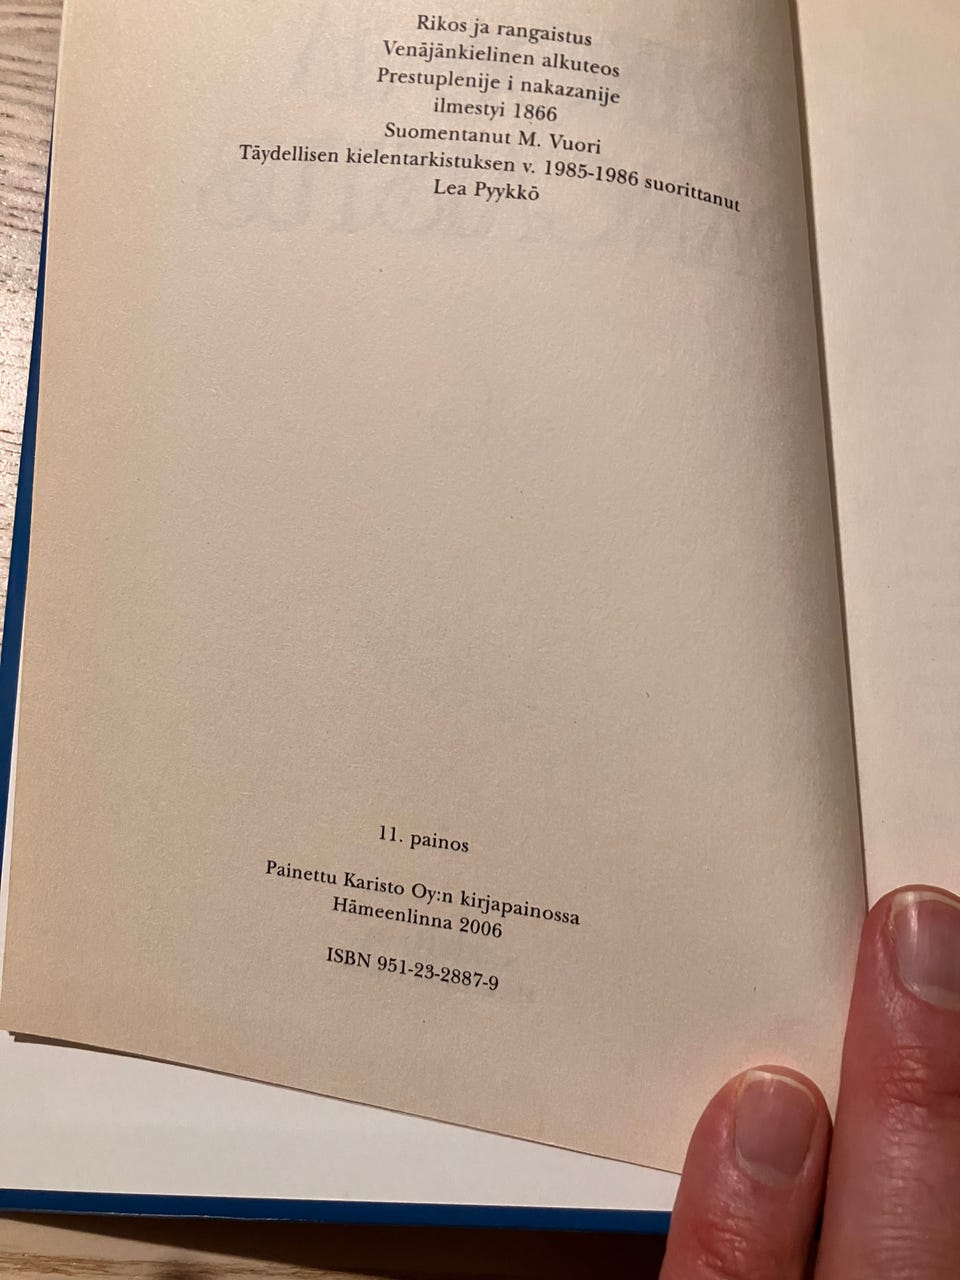 Rikos ja rangaistus
Venäjänkielinen alkuteos
Prestuplenije i nakazanije
ilmestyi 1866
Suomentanut M. Vuori
Täydellisen kielentarkistuksen v. 1985-1986 suorittanut
Lea Pyykkö
11. painos
Painettu Karisto Oy:n kirjapainossa
Hämeenlinna 2006
ISBN 951-23-2887-9